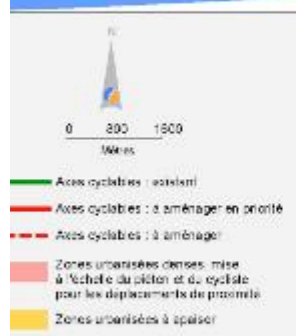 N
0 800 1600
Mètres
Axes cyclables : existant
Axes cyclables : à aménager en priorité
Axes cyclables : à aménager
Zones urbanisées denses, mise
à l'échelle du piéton et du cycliste
pour les déplacements de proximité
Zones urbanisées à apaiser